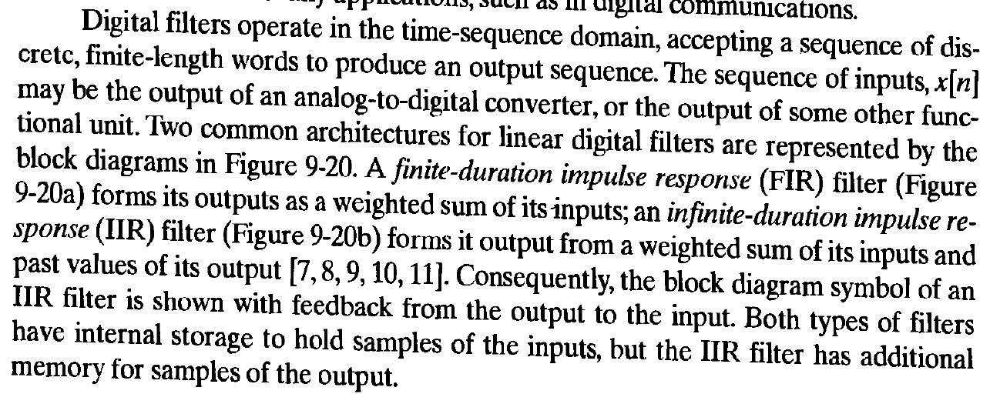 applications, such as in digital communications.
Digital filters operate in the time-sequence domain, accepting a sequence of dis-
crete, finite-length words to produce an output sequence. The sequence of inputs, x[n]
may be the output of an analog-to-digital converter, or the output of some other func-
tional unit. Two common architectures for linear digital filters are represented by the
block diagrams in Figure 9-20. A finite-duration impulse response (FIR) filter (Figure
9-20a) forms its outputs as a weighted sum of its inputs; an infinite-duration impulse re-
sponse (IIR) filter (Figure 9-20b) forms it output from a weighted sum of its inputs and
past values of its output [7, 8, 9, 10, 11]. Consequently, the block diagram symbol of an
IIR filter is shown with feedback from the output to the input. Both types of filters
have internal storage to hold samples of the inputs, but the IIR filter has additional
memory for samples of the output.